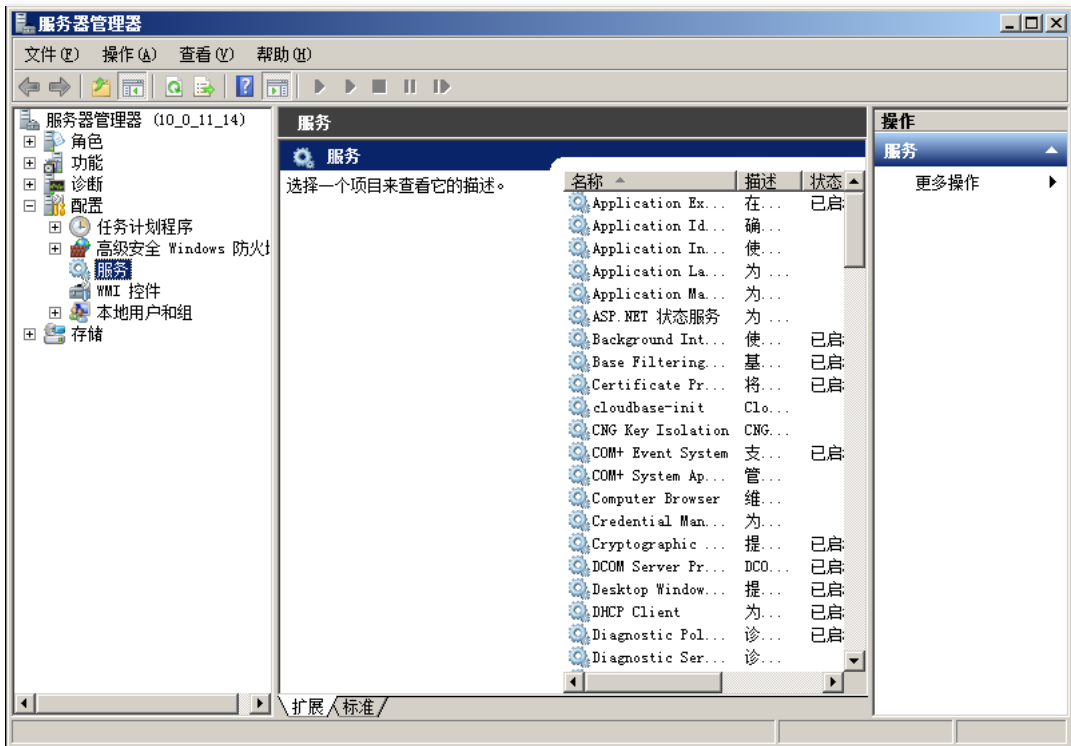 服务器管理器
文件(F) 操作(A) 查看(V) 帮助(H)
服务器管理器 (10_0_11_14)
角色
功能
诊断
配置
任务计划程序
高级安全 Windows 防火
服务
WMI 控件
本地用户和组
存储
服务
服务
选择一个项目来查看它的描述。
名称 描述 状态
Application Ex... 在... 已启
Application Id... 确...
Application In... 使...
Application La... 为 ...
Application Ma... 为...
ASP.NET 状态服务 为 ...
Background Int... 使... 已启
Base Filtering... 基... 已启
Certificate Pr... 将... 已启
cloudbase-init Clo...
CNG Key Isolation CNG...
COM+ Event System 支... 已启
COM+ System Ap... 管...
Computer Browser 维...
Credential Man... 为...
Cryptographic ... 提... 已启
DCOM Server Pr... DCO... 已启
Desktop Window... 提... 已启
DHCP Client 为... 已启
Diagnostic Pol... 诊... 已启
Diagnostic Ser... 诊...
扩展 标准
操作
服务
更多操作